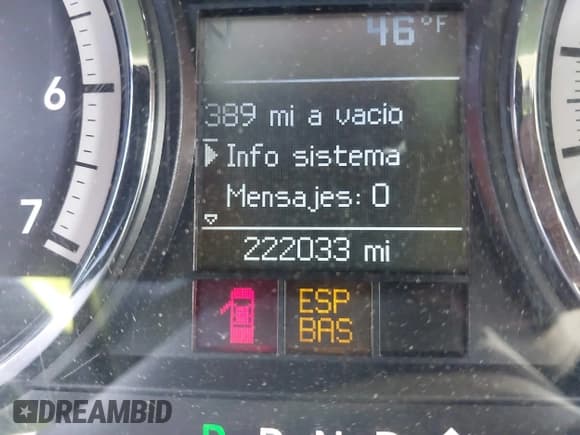 46°F
389 mi a vacio
Info sistema
Mensajes: 0
222033 mi
6
7
ESP
BAS
P R N D
DREAMBID